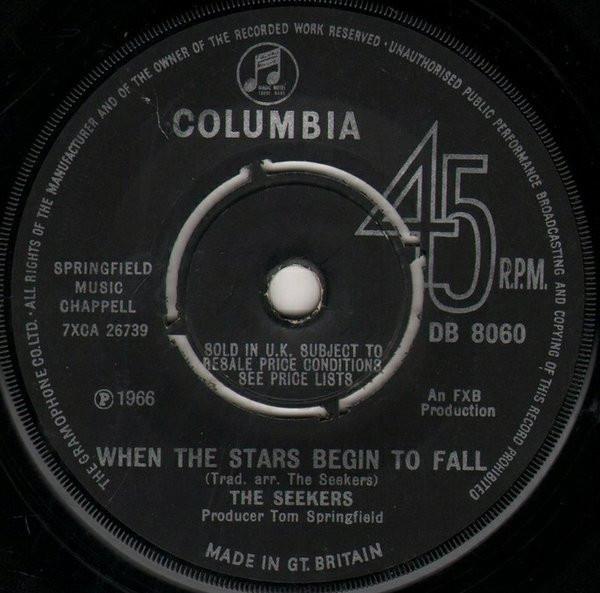 THE GRAMOPHONE CO. LTD. · ALL RIGHTS OF THE MANUFACTURER AND OF THE OWNER OF THE RECORDED WORK RESERVED · UNAUTHORISED PUBLIC PERFORMANCE BROADCASTING AND COPYING OF THIS RECORD PROHIBITED
COLUMBIA
45
R.P.M.
SPRINGFIELD
MUSIC
CHAPPELL
7XCA 26739
DB 8060
SOLD IN U.K. SUBJECT TO
RESALE PRICE CONDITIONS,
SEE PRICE LISTS
℗ 1966
An FXB
Production
WHEN THE STARS BEGIN TO FALL
(Trad. arr. The Seekers)
THE SEEKERS
Producer Tom Springfield
MADE IN GT. BRITAIN